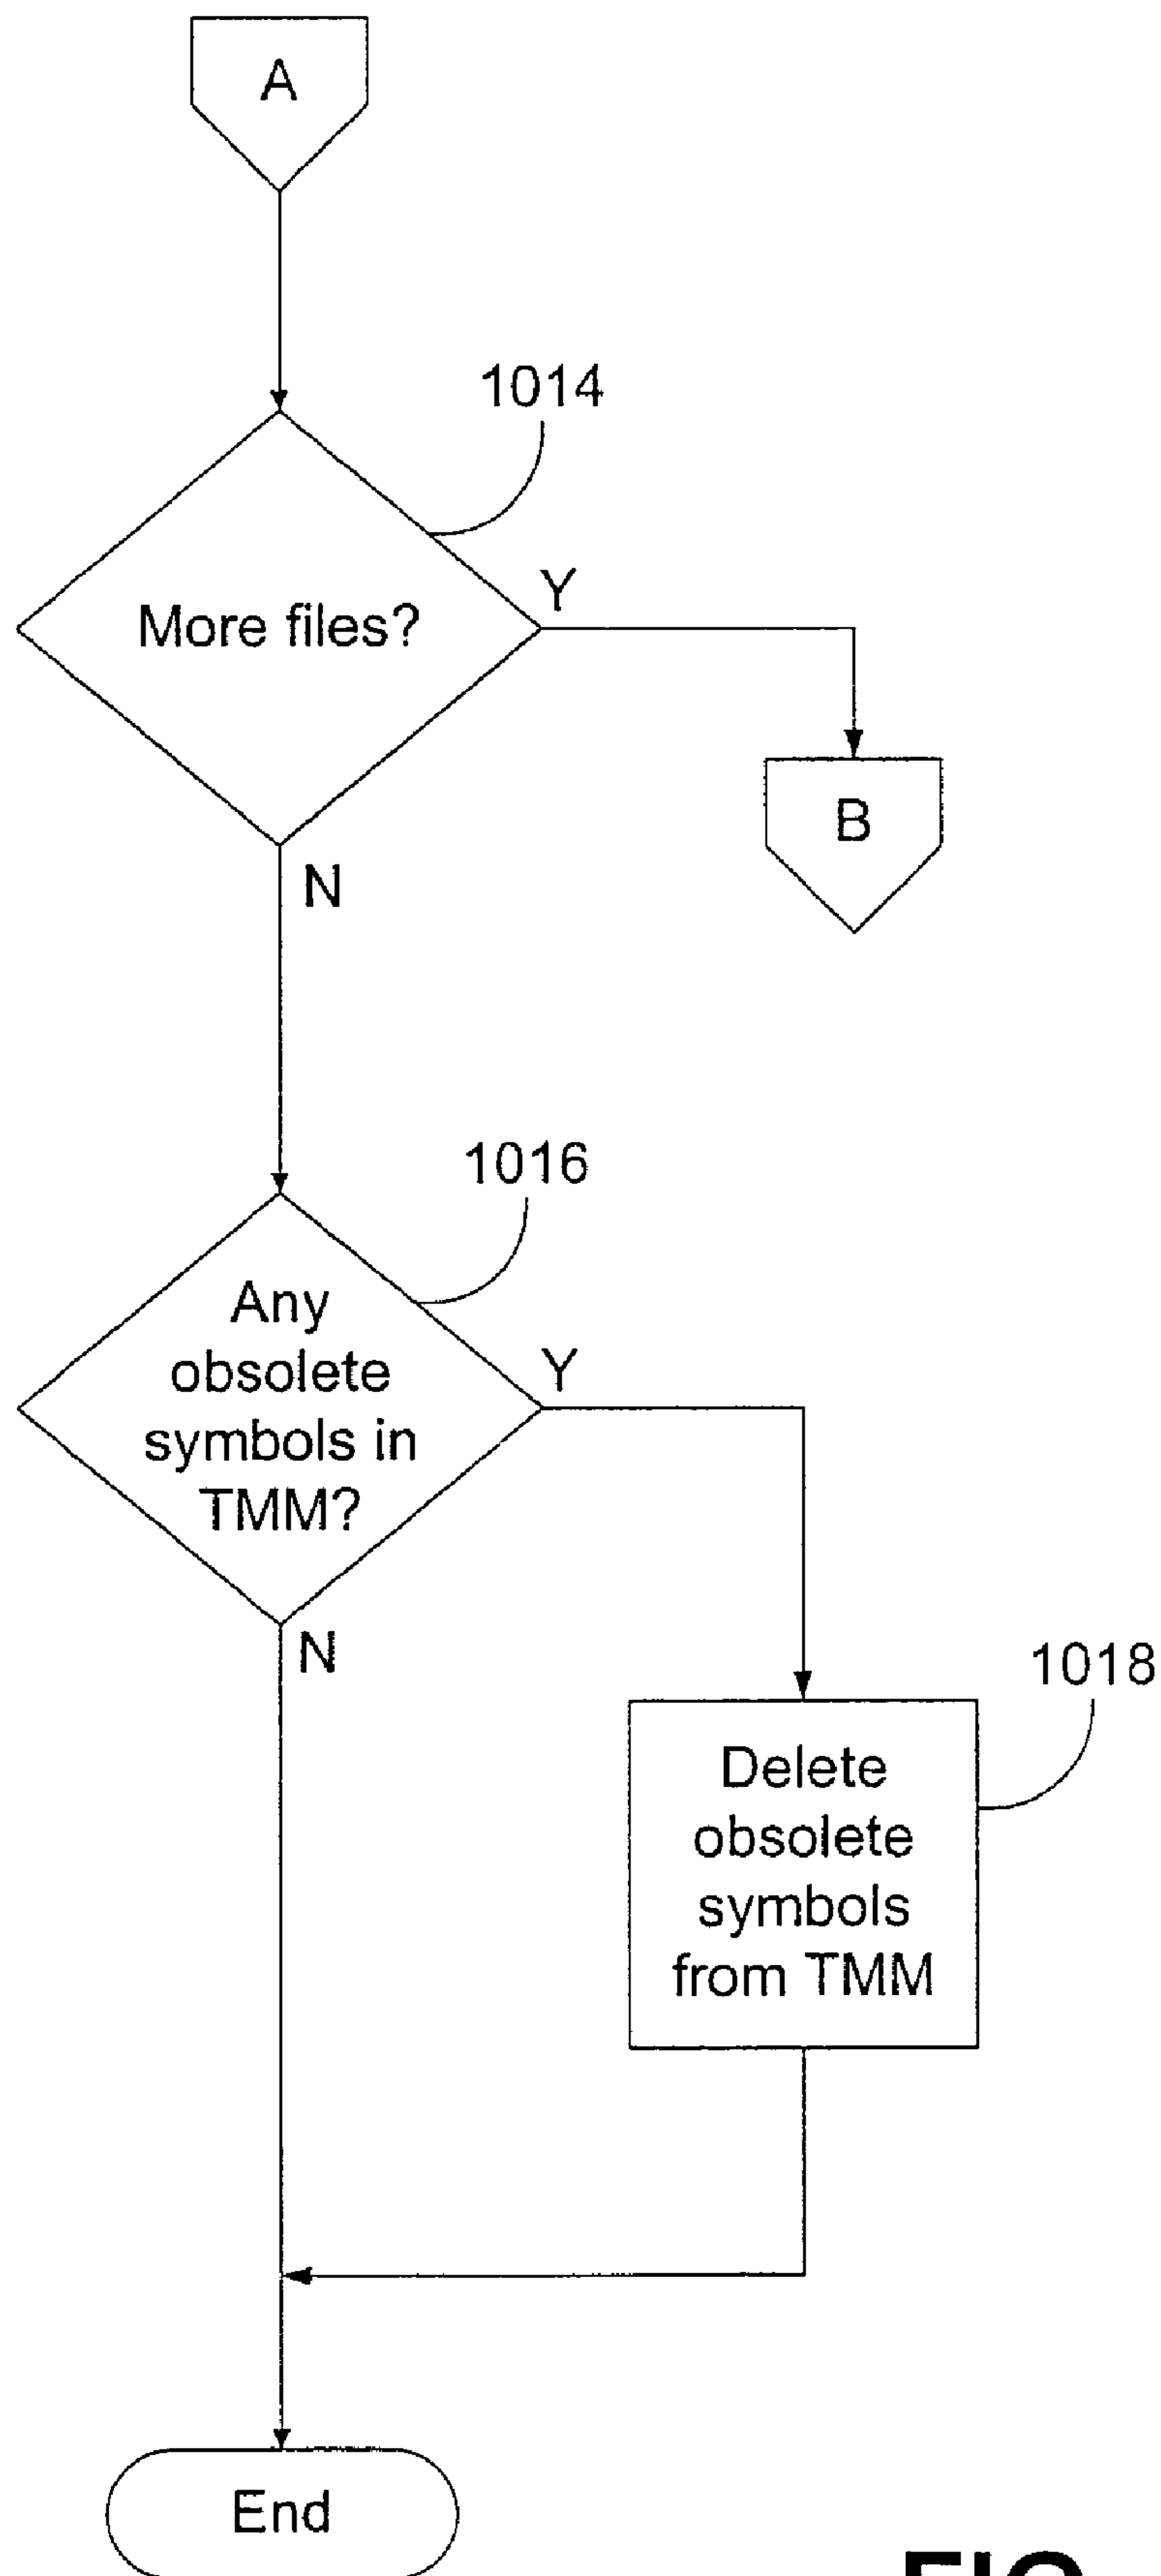 A
1014
More files?
Y
B
N
1016
Any
obsolete
symbols in
TMM?
Y
N
1018
Delete
obsolete
symbols
from TMM
End